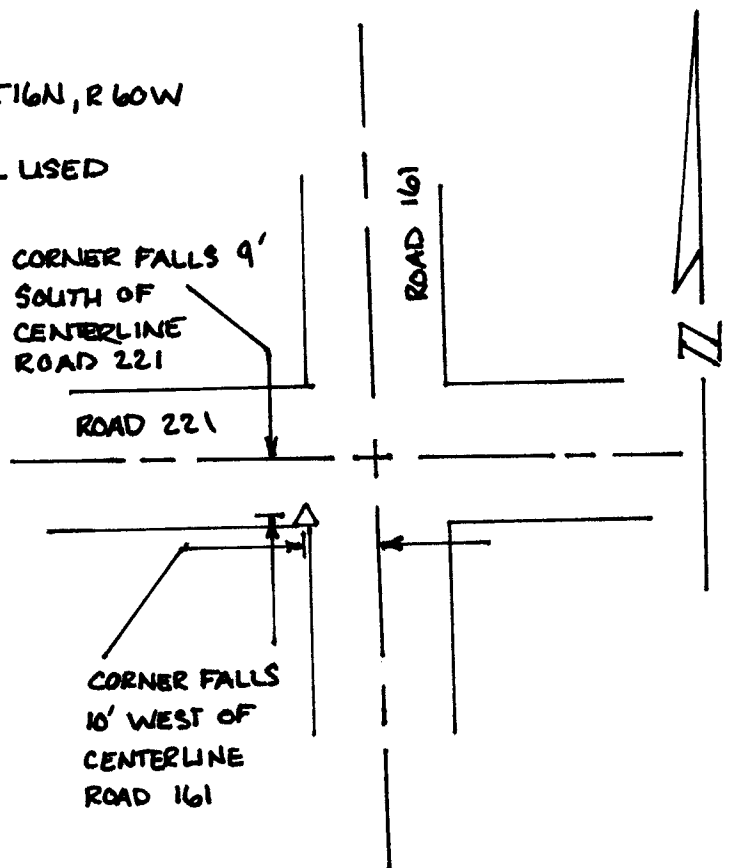 T16N, R 60W
USED
CORNER FALLS 9'
SOUTH OF
CENTERLINE
ROAD 221
ROAD 161
ROAD 221
N
CORNER FALLS
10' WEST OF
CENTERLINE
ROAD 161